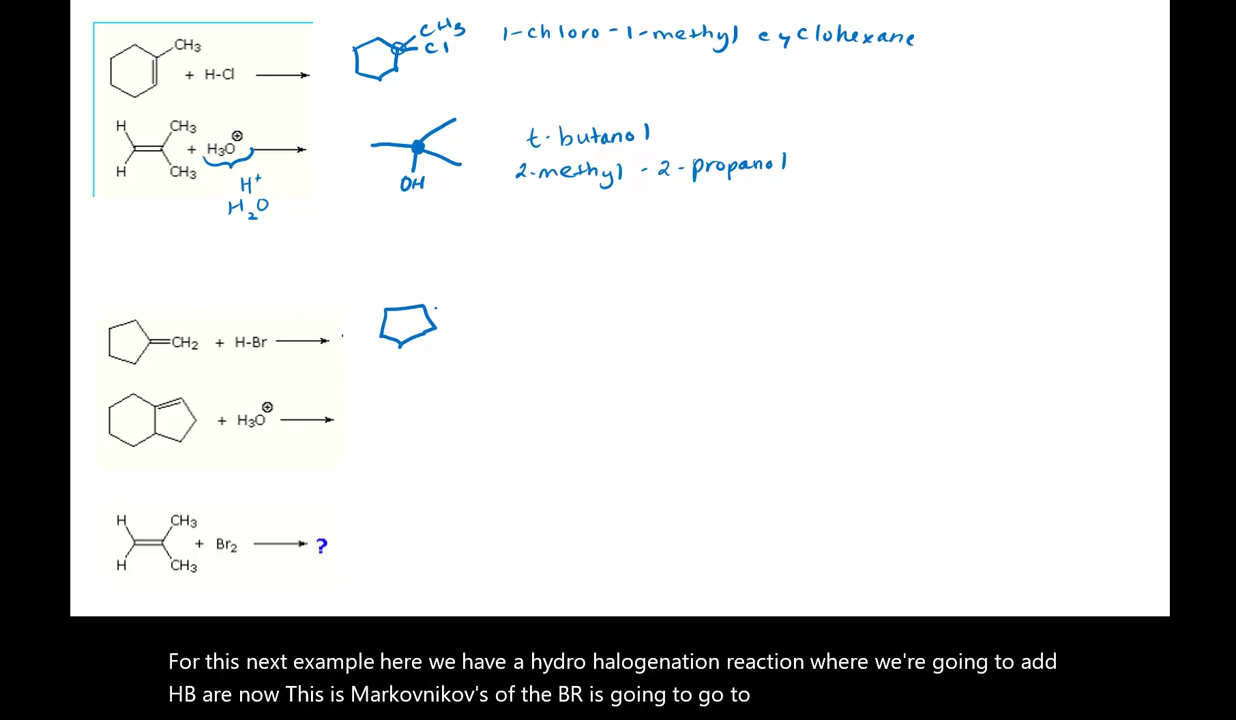 CH3
+ H-Cl
CH3
Cl
1-chloro-1-methyl cyclohexane
H CH3
+ H3O ⊕
H CH3
H+
H2O
OH
t-butanol
2-methyl-2-propanol
=CH2 + H-Br
+ H3O ⊕
H CH3
+ Br2 ?
H CH3
For this next example here we have a hydro halogenation reaction where we're going to add
HB are now This is Markovnikov's of the BR is going to go to